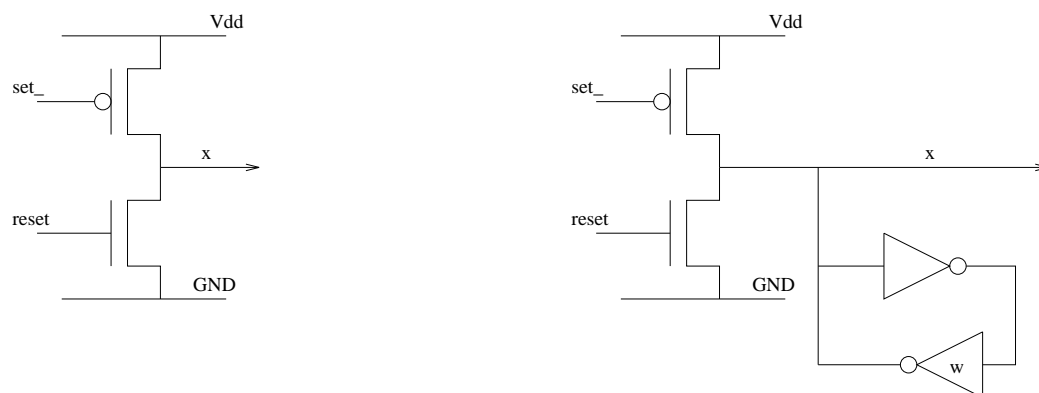 Vdd
set_
x
reset
GND
Vdd
set_
x
reset
GND
w